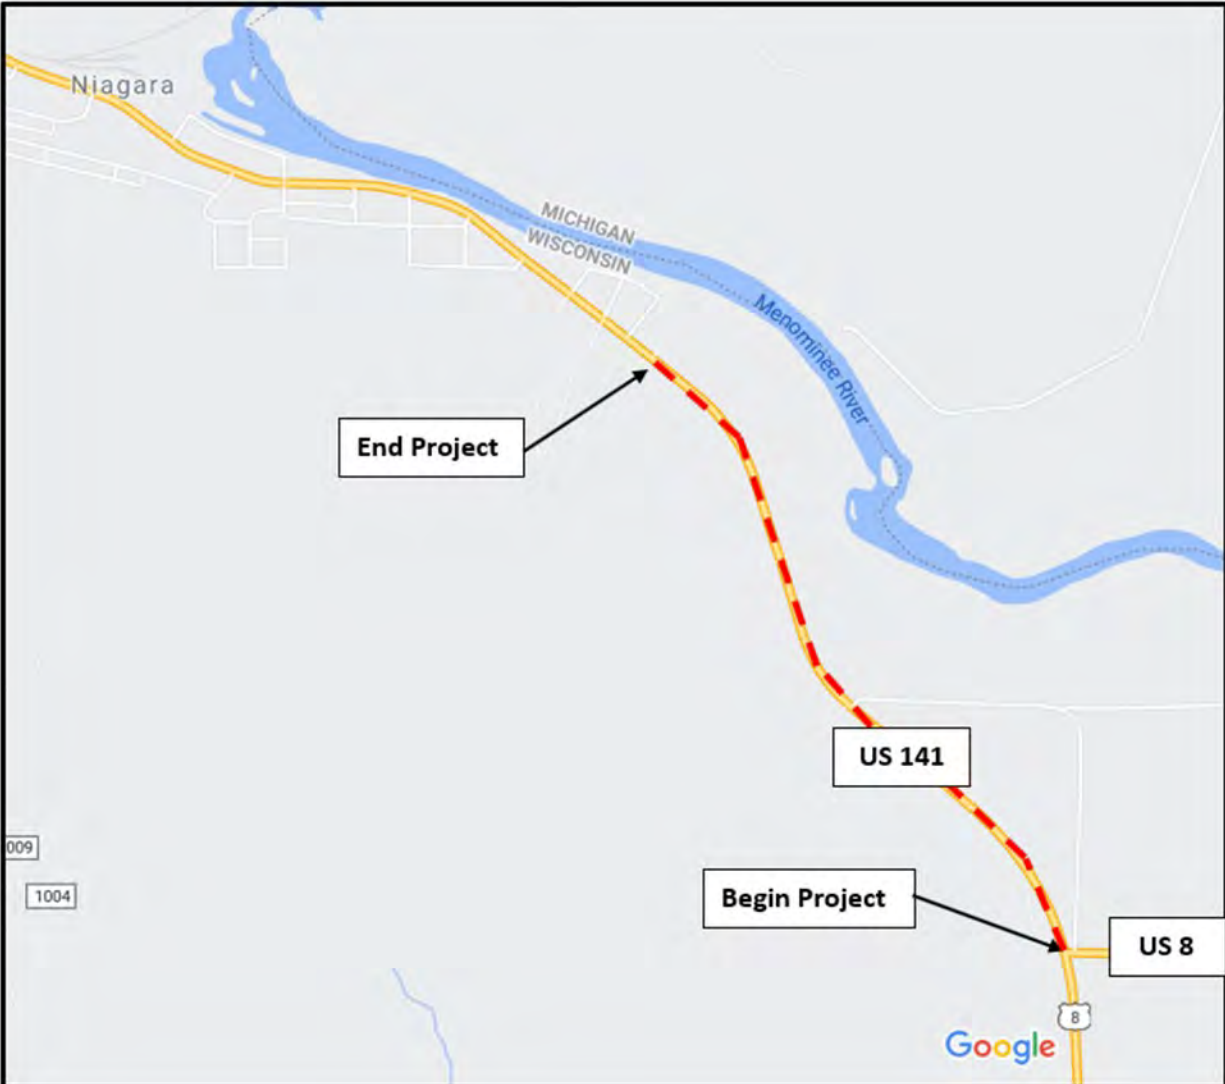 Niagara
MICHIGAN
WISCONSIN
Menominee River
End Project
US 141
009
1004
Begin Project
US 8
8
Google